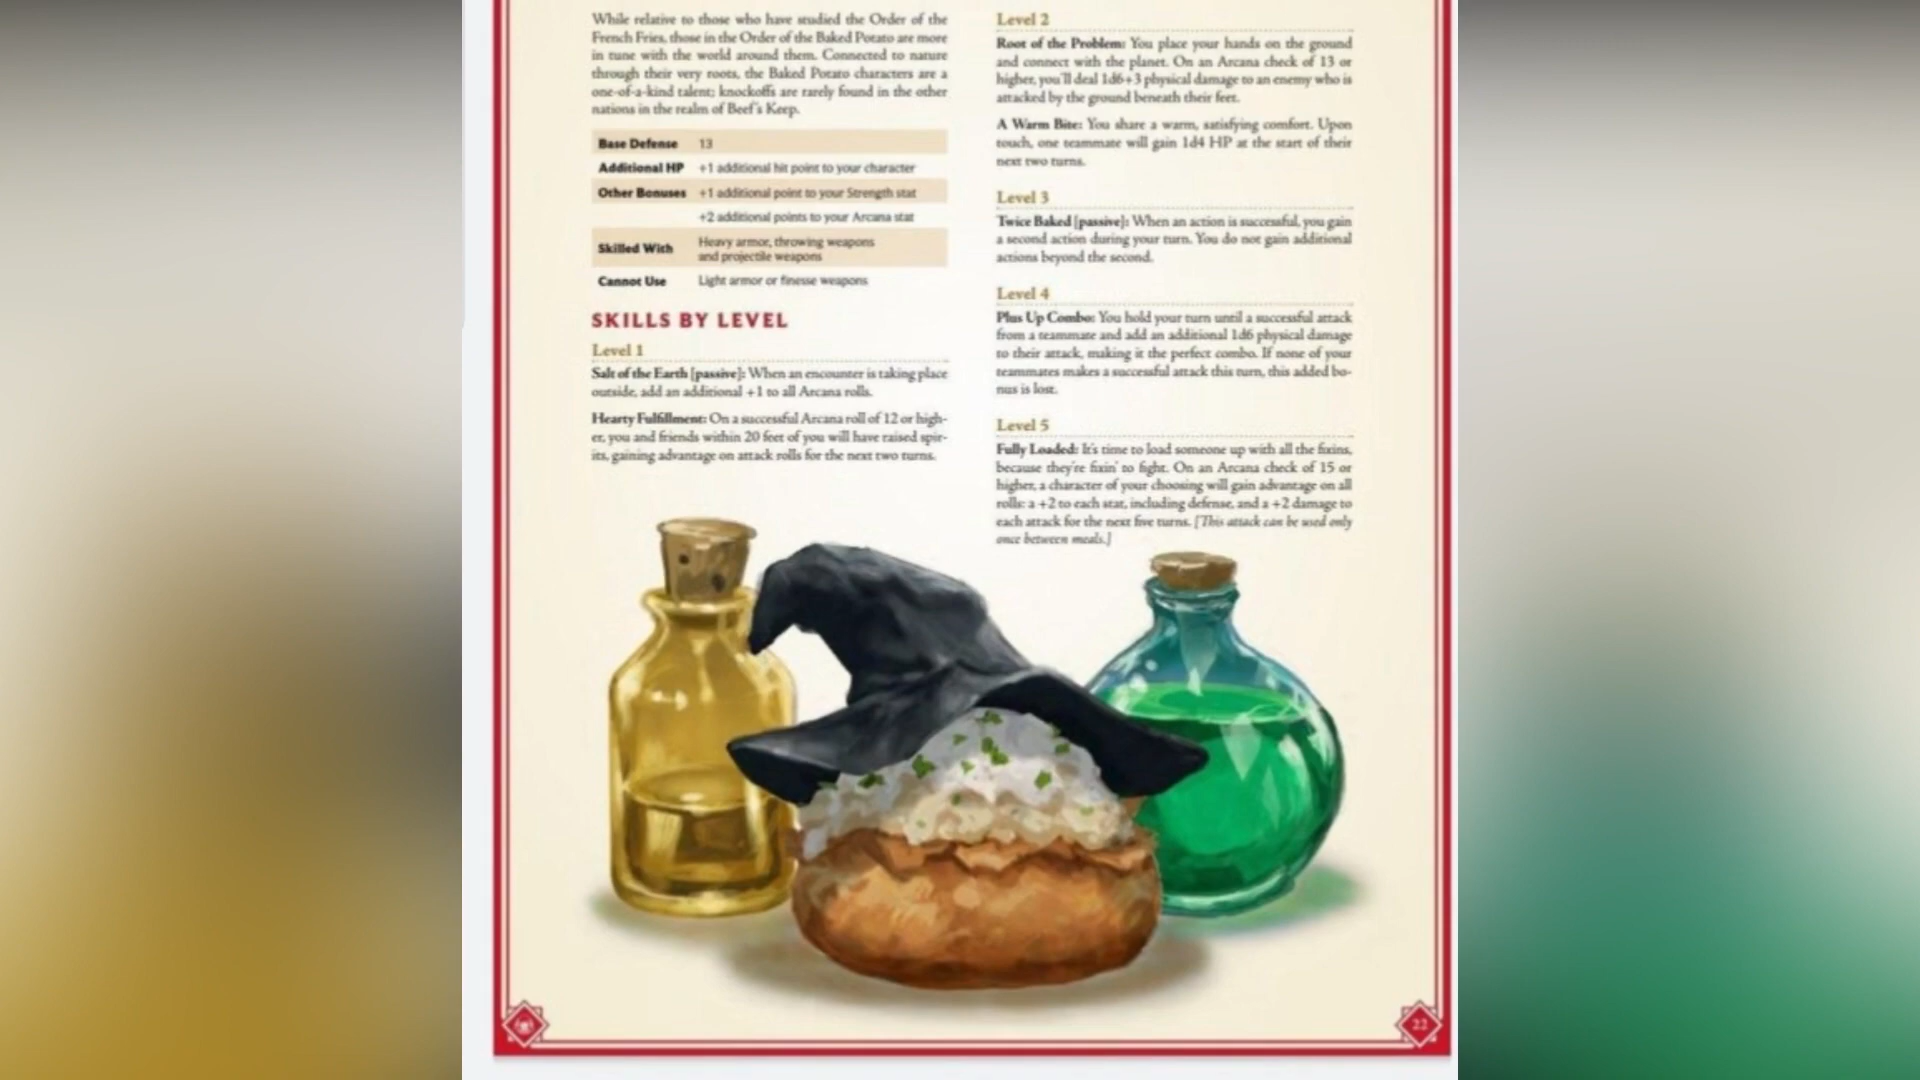 While relative to those who have studied the Order of the
French Fries, those in the Order of the Baked Potato are more
in tune with the world around them. Connected to nature
through their very roots, the Baked Potato characters are a
one-of-a-kind talent; knockoffs are rarely found in the other
nations in the realm of Beef's Keep.
Base Defense 13
Additional HP +1 additional hit point to your character
Other Bonuses +1 additional point to your Strength stat
+2 additional points to your Arcana stat
Skilled With Heavy armor, throwing weapons
and projectile weapons
Cannot Use Light armor or finesse weapons
SKILLS BY LEVEL
Level 1
Salt of the Earth [passive]: When an encounter is taking place
outside, add an additional +1 to all Arcana rolls.
Hearty Fulfillment: On a successful Arcana roll of 12 or high-
er, you and friends within 20 feet of you will have raised spir-
its, gaining advantage on attack rolls for the next two turns.
Level 2
Root of the Problem: You place your hands on the ground
and connect with the planet. On an Arcana check of 13 or
higher, you'll deal 1d6+3 physical damage to an enemy who is
attacked by the ground beneath their feet.
A Warm Bite: You share a warm, satisfying comfort. Upon
touch, one teammate will gain 1d4 HP at the start of their
next two turns.
Level 3
Twice Baked [passive]: When an action is successful, you gain
a second action during your turn. You do not gain additional
actions beyond the second.
Level 4
Plus Up Combo: You hold your turn until a successful attack
from a teammate and add an additional 1d6 physical damage
to their attack, making it the perfect combo. If none of your
teammates makes a successful attack this turn, this added bo-
nus is lost.
Level 5
Fully Loaded: It's time to load someone up with all the fixins,
because they're fixin' to fight. On an Arcana check of 15 or
higher, a character of your choosing will gain advantage on all
rolls: a +2 to each stat, including defense, and a +2 damage to
each attack for the next five turns. [This attack can be used only
once between meals.]
22